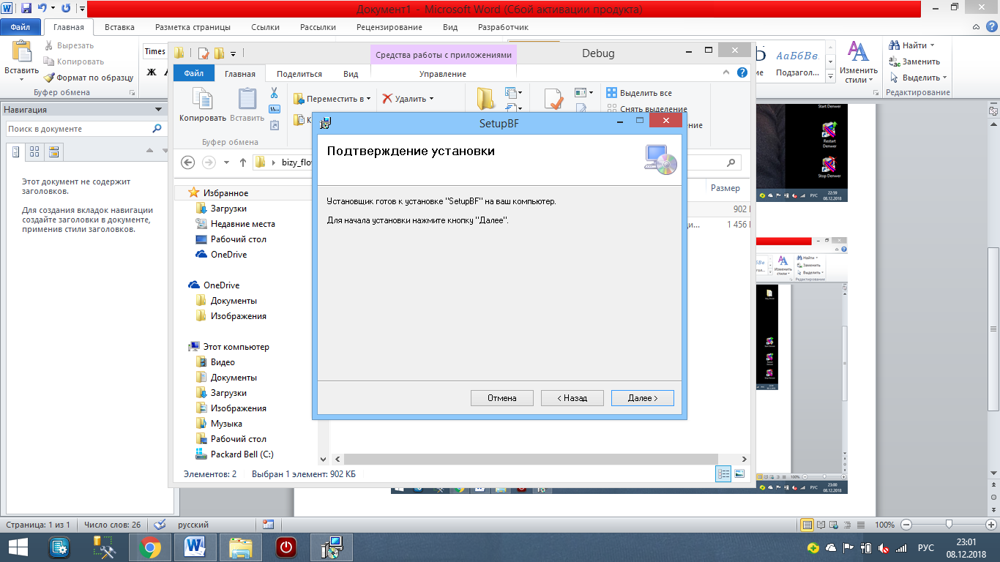 Документ1 - Microsoft Word (Сбой активации продукта)
Файл Главная Вставка Разметка страницы Ссылки Рассылки Рецензирование Вид Разработчик
Вставить
Вырезать
Копировать
Формат по образцу
Буфер обмена
Times
Ж
АаБбВв
Подзагол...
Изменить стили
Найти
Заменить
Выделить
Редактирование
Навигация
Поиск в документе
Этот документ не содержит
заголовков.
Для создания вкладок навигации
создайте заголовки в документе,
применив стили заголовков.
Средства работы с приложениями
Debug
Файл Главная Поделиться Вид Управление
Копировать Вставить
Буфер обмена
Переместить в
Удалить
Выделить все
Снять выделение
bizy_flo
Размер
902
1 456
Избранное
Загрузки
Недавние места
Рабочий стол
OneDrive
OneDrive
Документы
Изображения
Этот компьютер
Видео
Документы
Загрузки
Изображения
Музыка
Рабочий стол
Packard Bell (C:)
Элементов: 2 Выбран 1 элемент: 902 КБ
SetupBF
Подтверждение установки
Установщик готов к установке "SetupBF" на ваш компьютер.
Для начала установки нажмите кнопку "Далее".
Отмена < Назад Далее >
Start Denwer
Restart
Denwer
Stop Denwer
РУС
22:59
08.12.2018
Найти
Заменить
Выделить
Изменить
стили
Редактирование
100%
РУС
23:00
08.12.2018
Страница: 1 из 1 Число слов: 26 русский
100%
РУС
23:01
08.12.2018